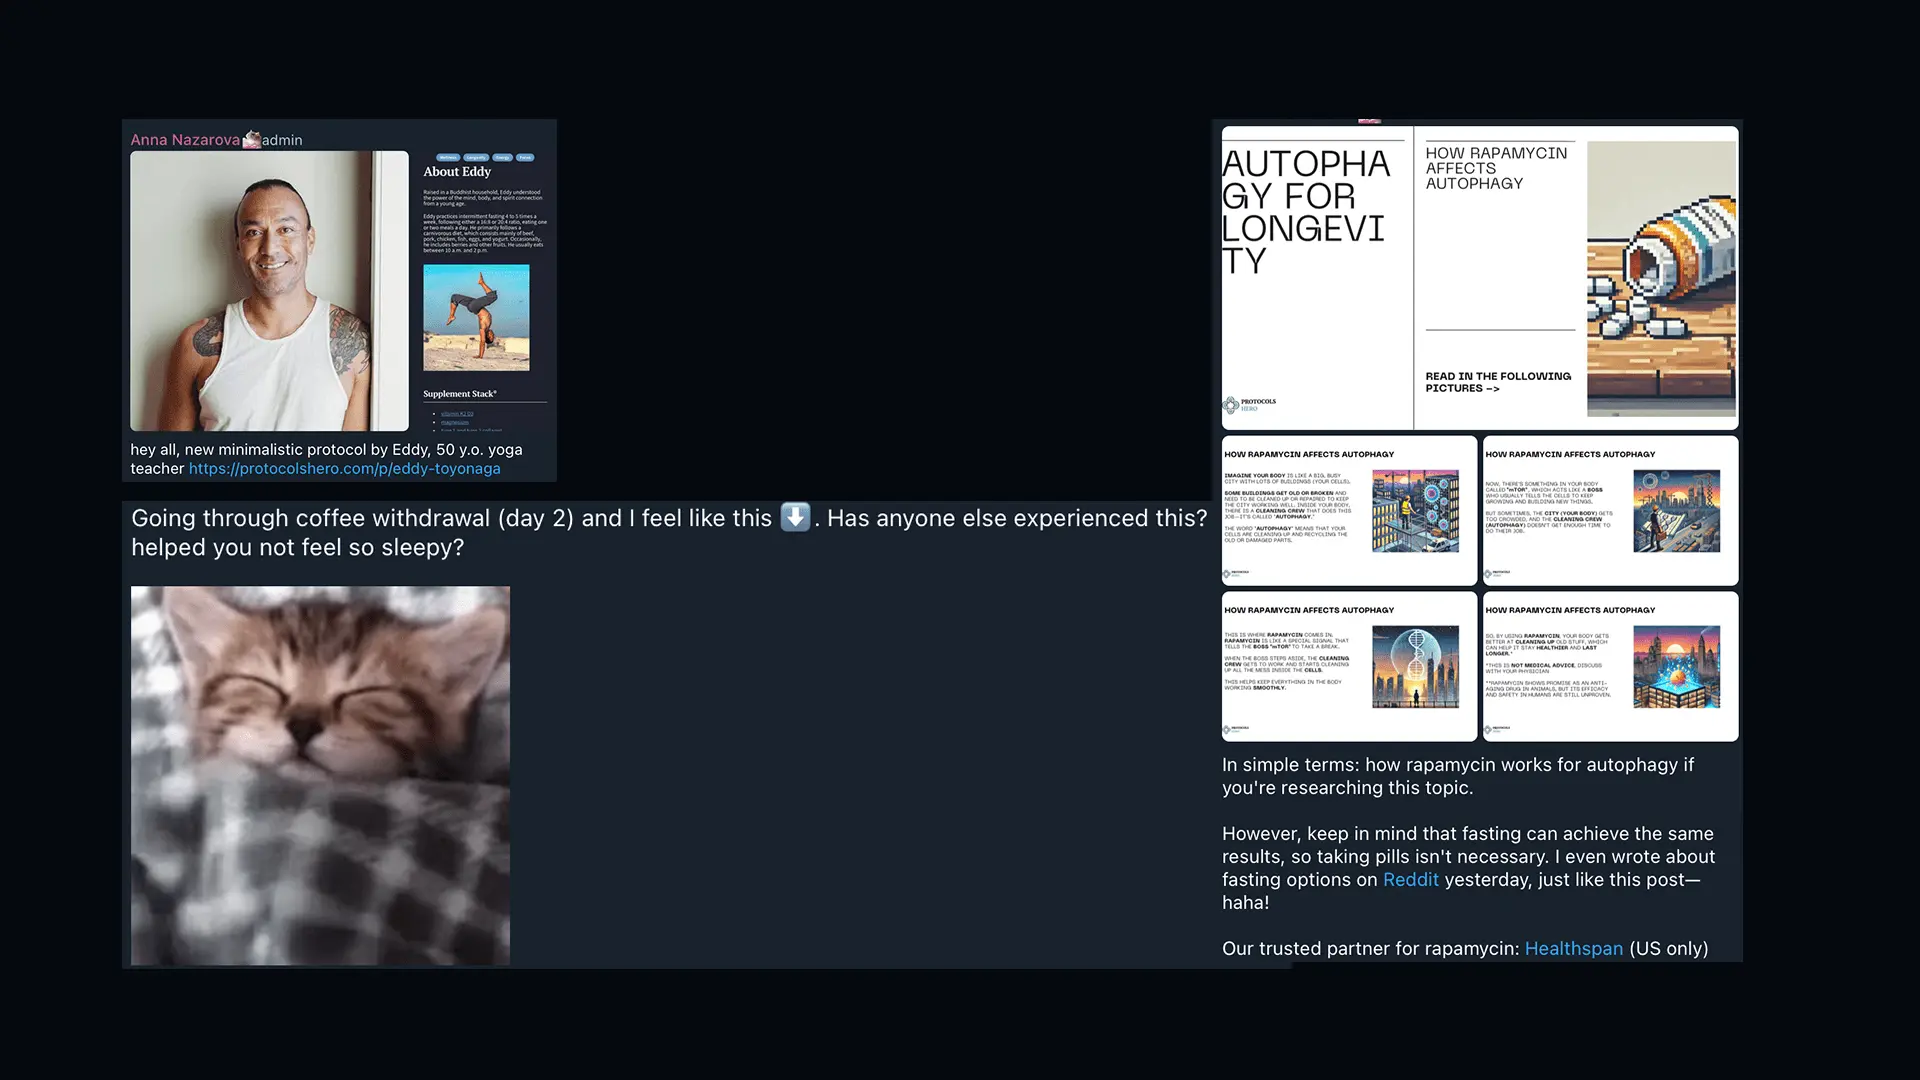 Anna Nazarova admin
Wellness Longevity Energy Focus
About Eddy
Raised in a Buddhist household, Eddy understood
the power of the mind, body, and spirit connection
from a young age.
Eddy practices intermittent fasting 4 to 5 times a
week, following either a 16:8 or 20:4 ratio, eating one
or two meals a day. He primarily follows a
carnivorous diet, which consists mainly of beef,
pork, chicken, fish, eggs, and yogurt. Occasionally,
he includes berries and other fruits. He usually eats
between 10 a.m. and 2 p.m.
Supplement Stack*
vitamin K2 D3
magnesium
hey all, new minimalistic protocol by Eddy, 50 y.o. yoga
teacher https://protocolshero.com/p/eddy-toyonaga
Going through coffee withdrawal (day 2) and I feel like this ⬇️. Has anyone else experienced this?
helped you not feel so sleepy?
AUTOPHA
GY FOR
LONGEVI
TY
PROTOCOLS
HERO
HOW RAPAMYCIN
AFFECTS
AUTOPHAGY
READ IN THE FOLLOWING
PICTURES –>
HOW RAPAMYCIN AFFECTS AUTOPHAGY
IMAGINE YOUR BODY IS LIKE A BIG, BUSY
CITY WITH LOTS OF BUILDINGS (YOUR CELLS).
SOME BUILDINGS GET OLD OR BROKEN AND
NEED TO BE CLEANED UP OR REPAIRED TO KEEP
THE CITY WORKING WELL. INSIDE YOUR BODY,
THERE IS A CLEANING CREW THAT DOES THIS
JOB—IT'S CALLED "AUTOPHAGY."
THE WORD "AUTOPHAGY" MEANS THAT YOUR
CELLS ARE CLEANING UP AND RECYCLING THE
OLD OR DAMAGED PARTS.
PROTOCOLS
HERO
HOW RAPAMYCIN AFFECTS AUTOPHAGY
NOW, THERE'S SOMETHING IN YOUR BODY
CALLED "mTOR", WHICH ACTS LIKE A BOSS
WHO USUALLY TELLS THE CELLS TO KEEP
GROWING AND BUILDING NEW THINGS.
BUT SOMETIMES, THE CITY (YOUR BODY) GETS
TOO CROWDED, AND THE CLEANING CREW
(AUTOPHAGY) DOESN'T GET ENOUGH TIME TO
DO THEIR JOB.
PROTOCOLS
HERO
HOW RAPAMYCIN AFFECTS AUTOPHAGY
THIS IS WHERE RAPAMYCIN COMES IN.
RAPAMYCIN IS LIKE A SPECIAL SIGNAL THAT
TELLS THE BOSS "mTOR" TO TAKE A BREAK.
WHEN THE BOSS STEPS ASIDE, THE CLEANING
CREW GETS TO WORK AND STARTS CLEANING
UP ALL THE MESS INSIDE THE CELLS.
THIS HELPS KEEP EVERYTHING IN THE BODY
WORKING SMOOTHLY.
PROTOCOLS
HERO
HOW RAPAMYCIN AFFECTS AUTOPHAGY
SO, BY USING RAPAMYCIN, YOUR BODY GETS
BETTER AT CLEANING UP OLD STUFF, WHICH
CAN HELP IT STAY HEALTHIER AND LAST
LONGER.*
*THIS IS NOT MEDICAL ADVICE, DISCUSS
WITH YOUR PHYSICIAN
**RAPAMYCIN SHOWS PROMISE AS AN ANTI-
AGING DRUG IN ANIMALS, BUT ITS EFFICACY
AND SAFETY IN HUMANS ARE STILL UNPROVEN.
PROTOCOLS
HERO
In simple terms: how rapamycin works for autophagy if
you're researching this topic.
However, keep in mind that fasting can achieve the same
results, so taking pills isn't necessary. I even wrote about
fasting options on Reddit yesterday, just like this post—
haha!
Our trusted partner for rapamycin: Healthspan (US only)